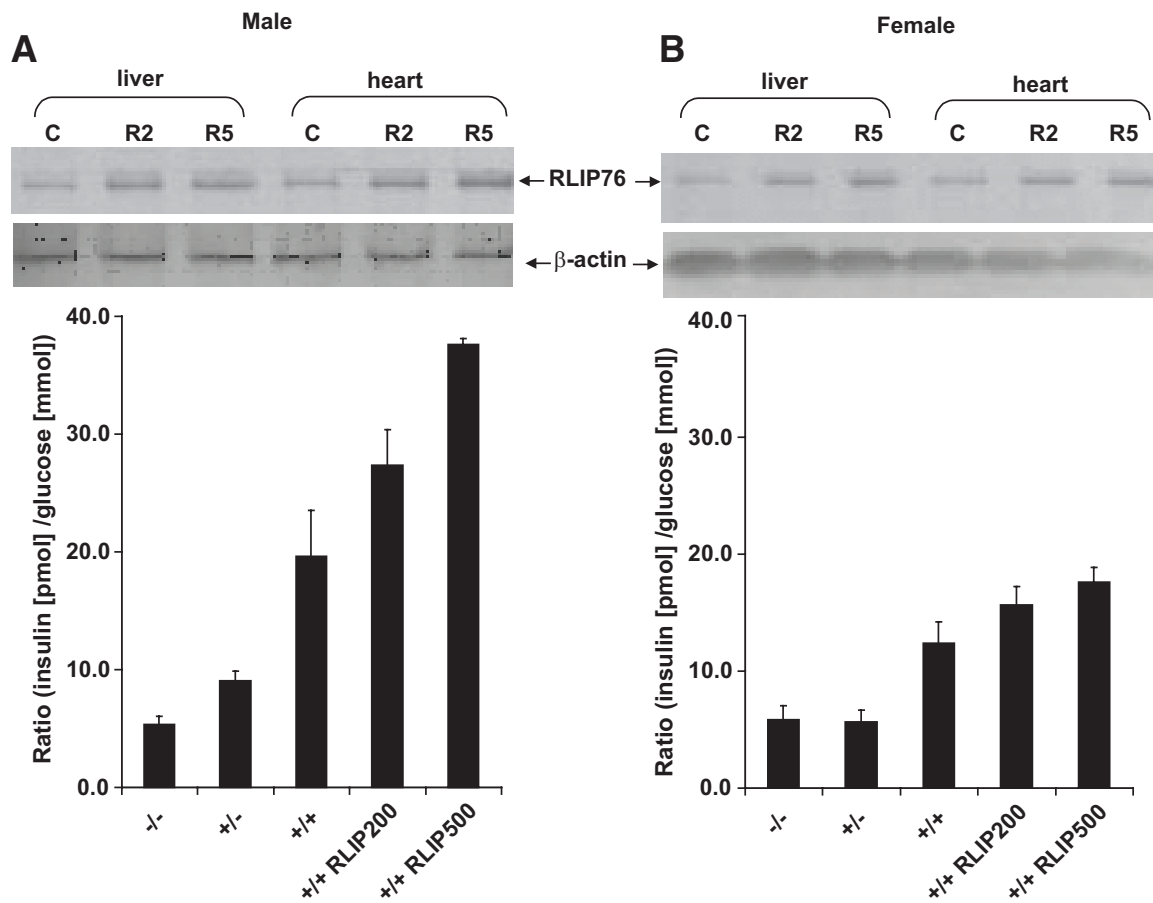 Male
Female
A
B
liver
heart
liver
heart
C
R2
R5
C
R2
R5
C
R2
R5
C
R2
R5
RLIP76
β-actin
Ratio (insulin [pmol] /glucose [mmol])
40.0
30.0
20.0
10.0
0.0
-/-
+/-
+/+
+/+ RLIP200
+/+ RLIP500
Ratio (insulin [pmol] /glucose [mmol])
40.0
30.0
20.0
10.0
0.0
-/-
+/-
+/+
+/+ RLIP200
+/+ RLIP500